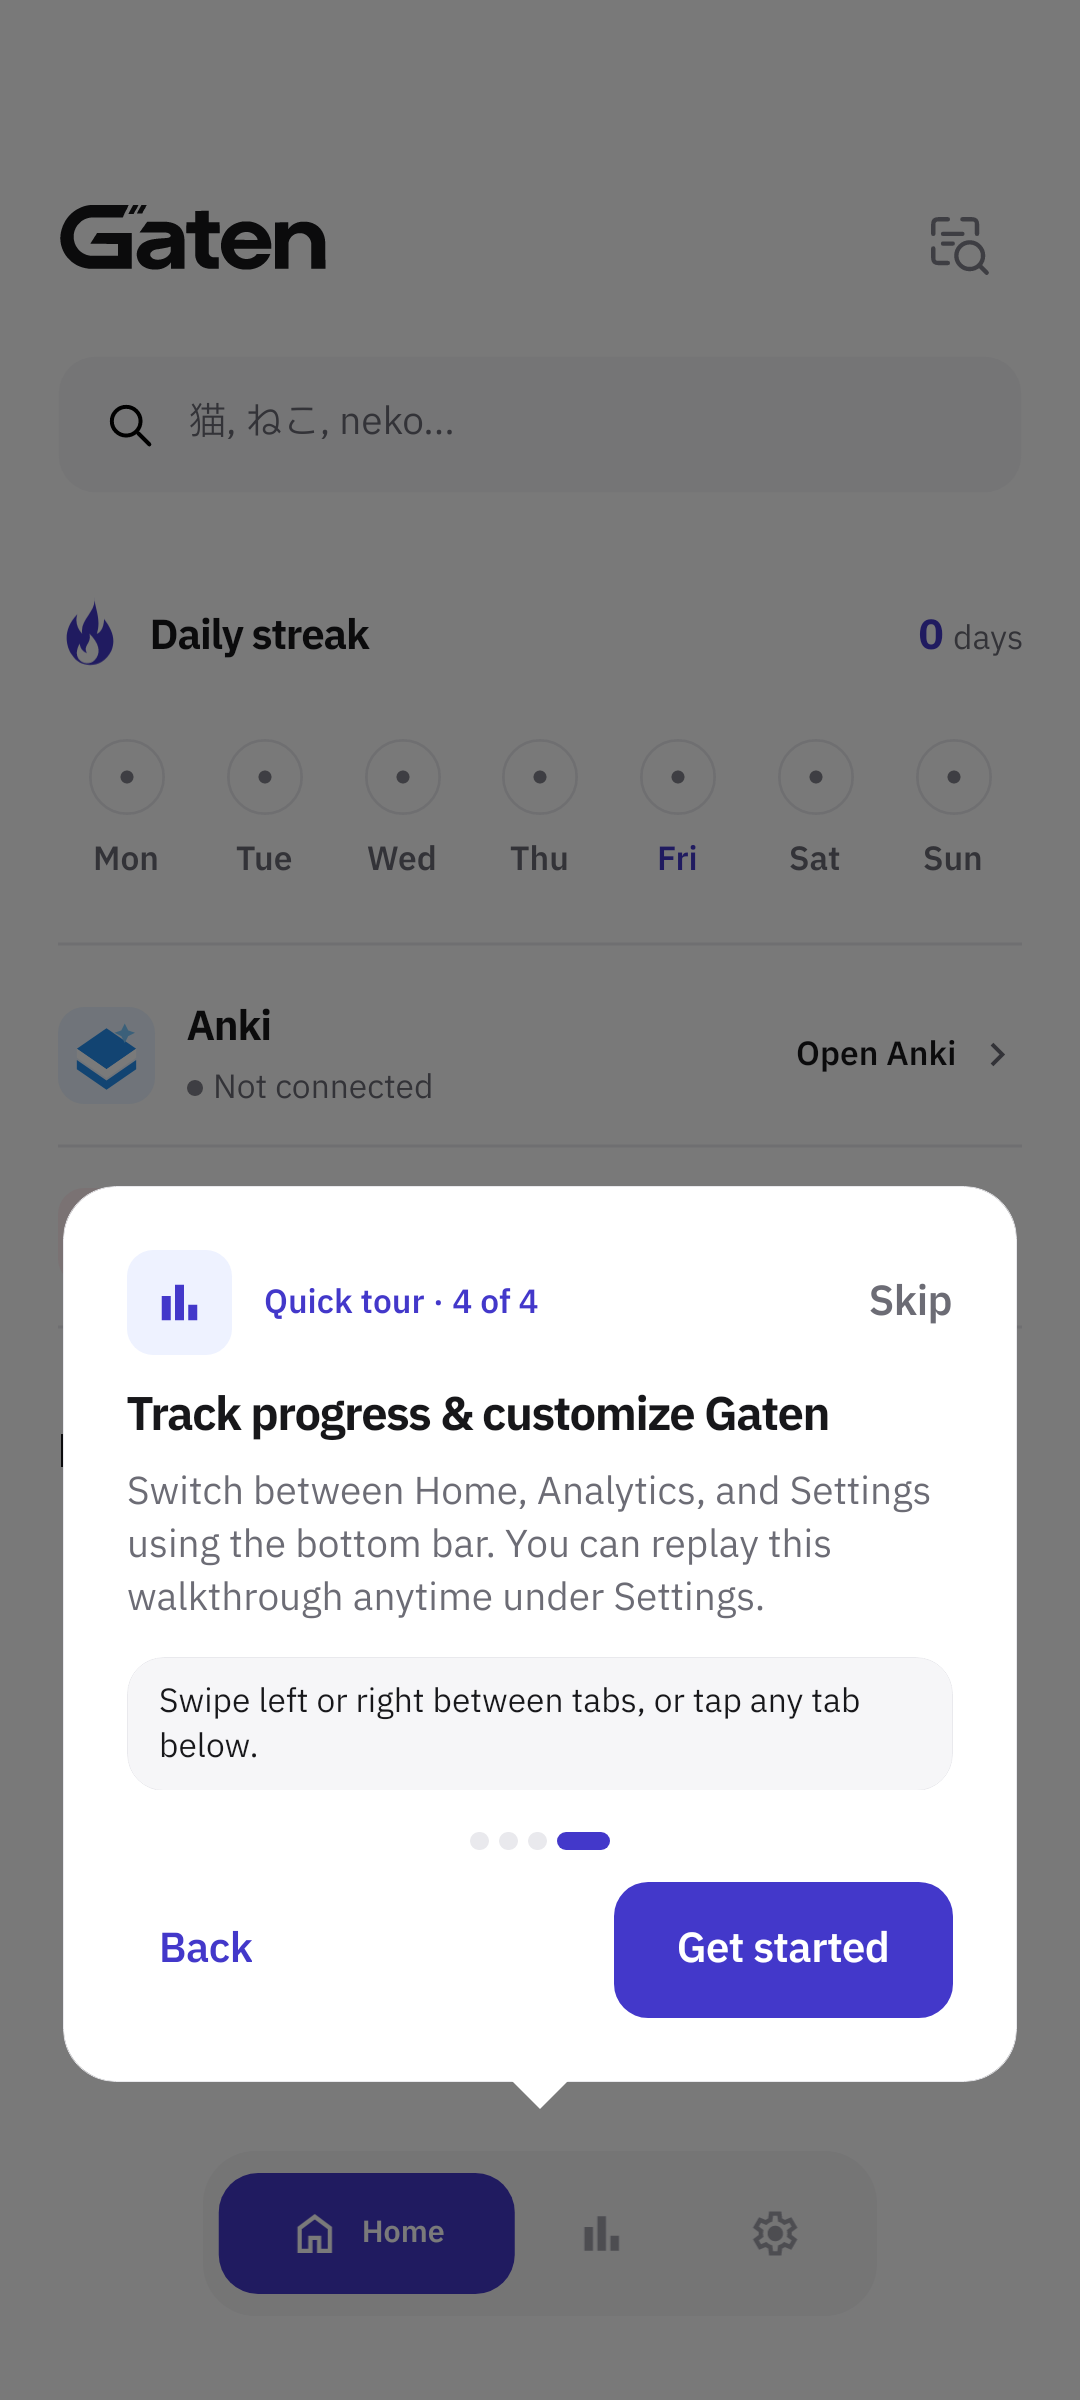 Gaten
猫, ねこ, neko...
Daily streak
0 days
Mon Tue Wed Thu Fri Sat Sun
Anki
Not connected
Open Anki
Quick tour · 4 of 4
Skip
Track progress & customize Gaten
Switch between Home, Analytics, and Settings
using the bottom bar. You can replay this
walkthrough anytime under Settings.
Swipe left or right between tabs, or tap any tab
below.
Back
Get started
Home